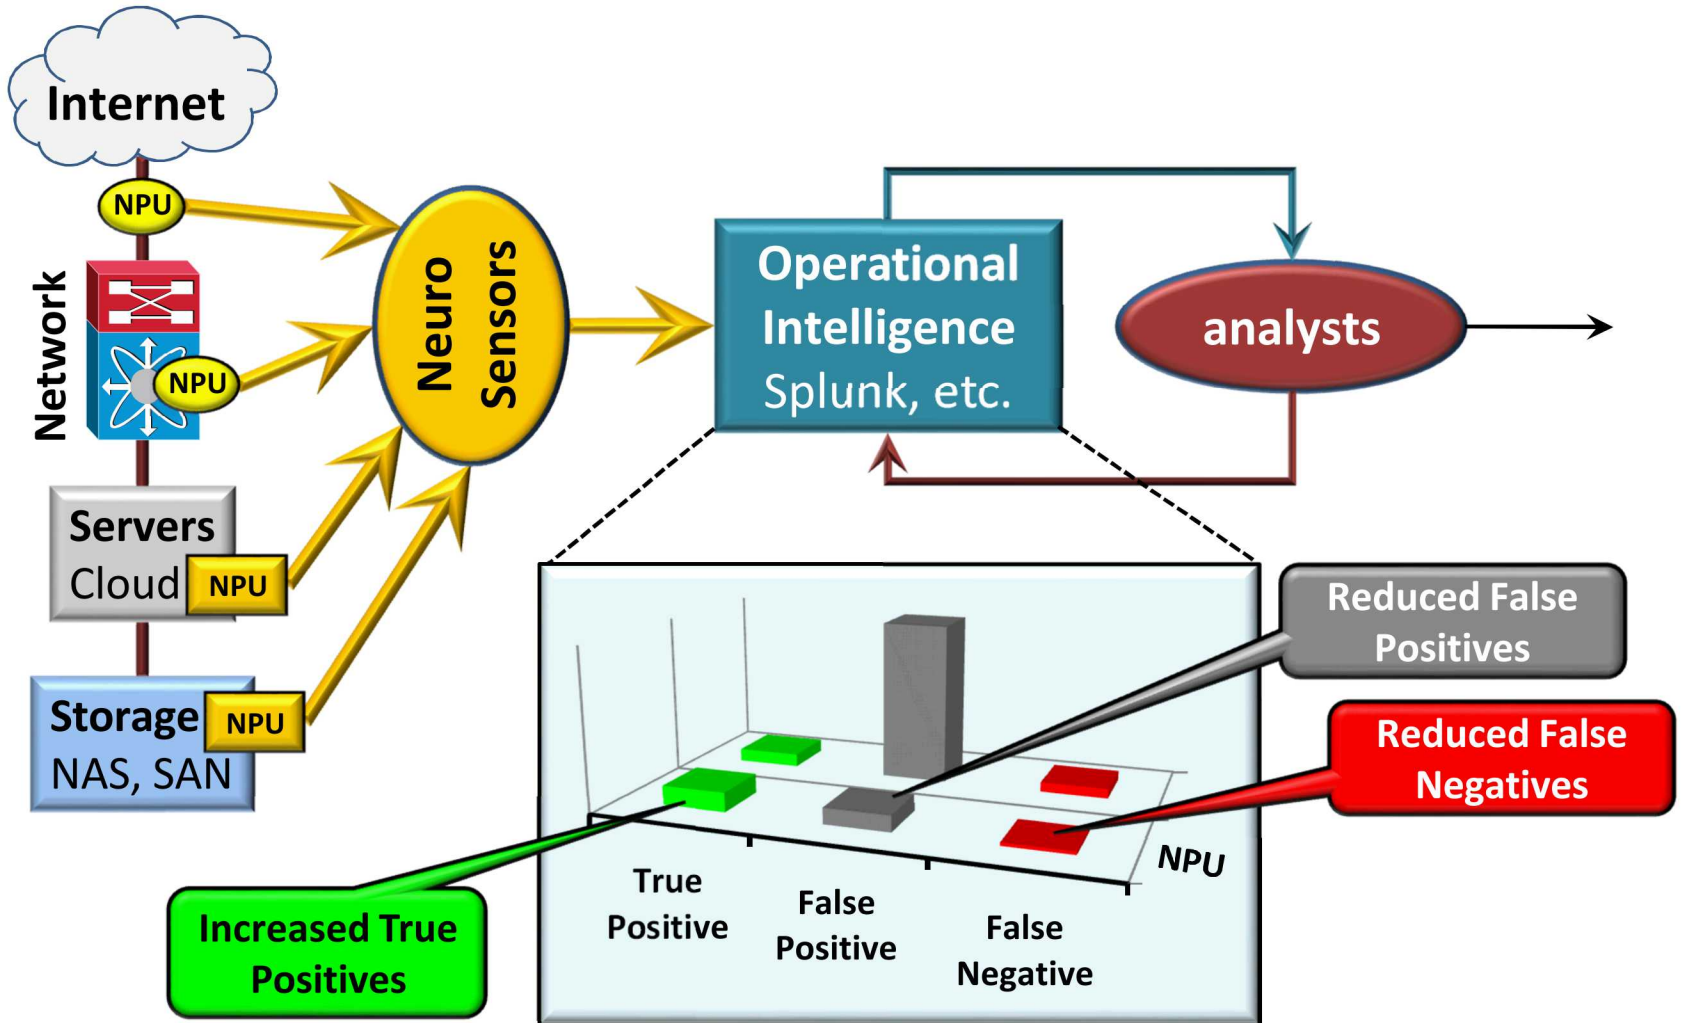 Internet
NPU
Network
NPU
Servers
Cloud
NPU
Storage
NAS, SAN
NPU
Neuro
Sensors
Operational
Intelligence
Splunk, etc.
analysts
Reduced False
Positives
Reduced False
Negatives
Increased True
Positives
True
Positive
False
Positive
False
Negative
NPU